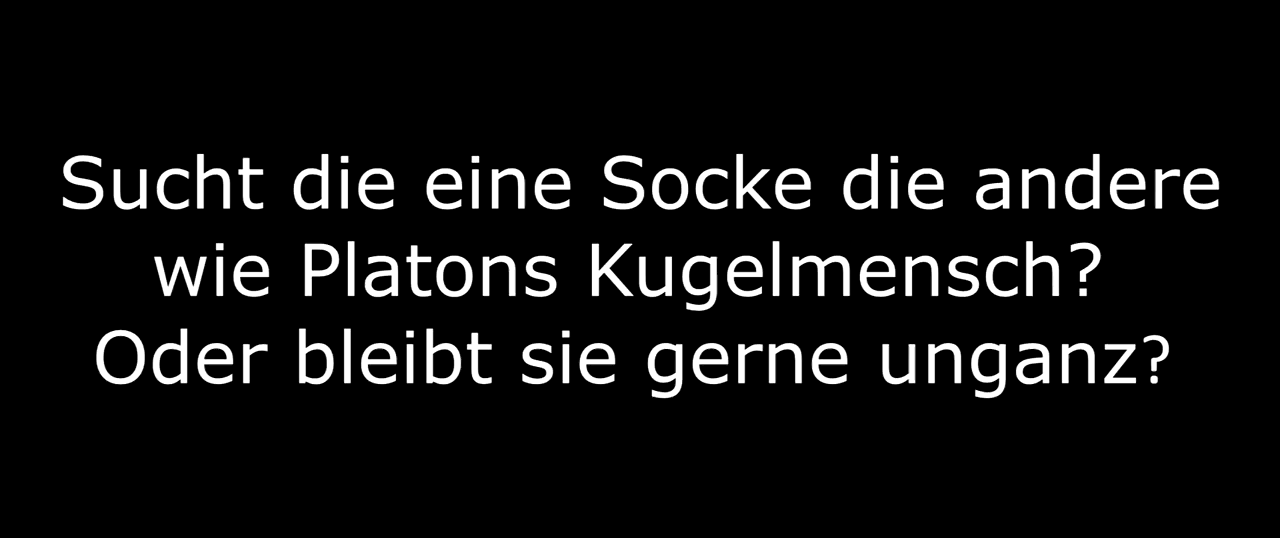 Sucht die eine Socke die andere
wie Platons Kugelmensch?
Oder bleibt sie gerne unganz?